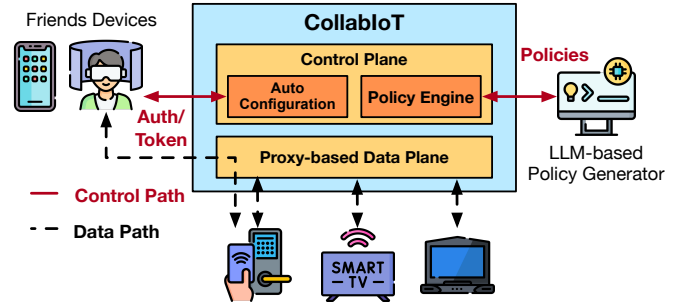 Friends Devices
CollabIoT
Control Plane
Auto
Configuration
Policy Engine
Policies
Auth/
Token
Proxy-based Data Plane
LLM-based
Policy Generator
Control Path
Data Path
SMART
TV